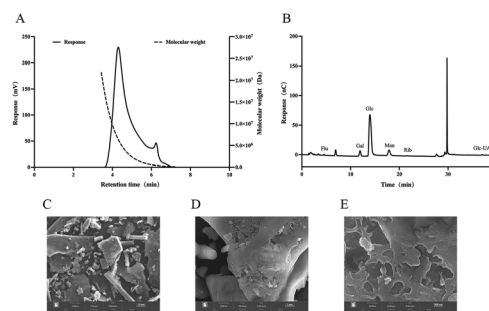 A
Response
Molecular weight
Response (mV)
250
200
150
100
50
0
0
2
4
6
8
10
Retention time (min)
3.0×10⁷
2.5×10⁷
2.0×10⁷
1.5×10⁷
1.0×10⁷
5.0×10⁶
0.0
Molecular weight (Da)
B
Response (nC)
200
150
100
50
0
0
10
20
30
Time (min)
Gal
Glc
Man
Rib
Glc-UA
C
D
E